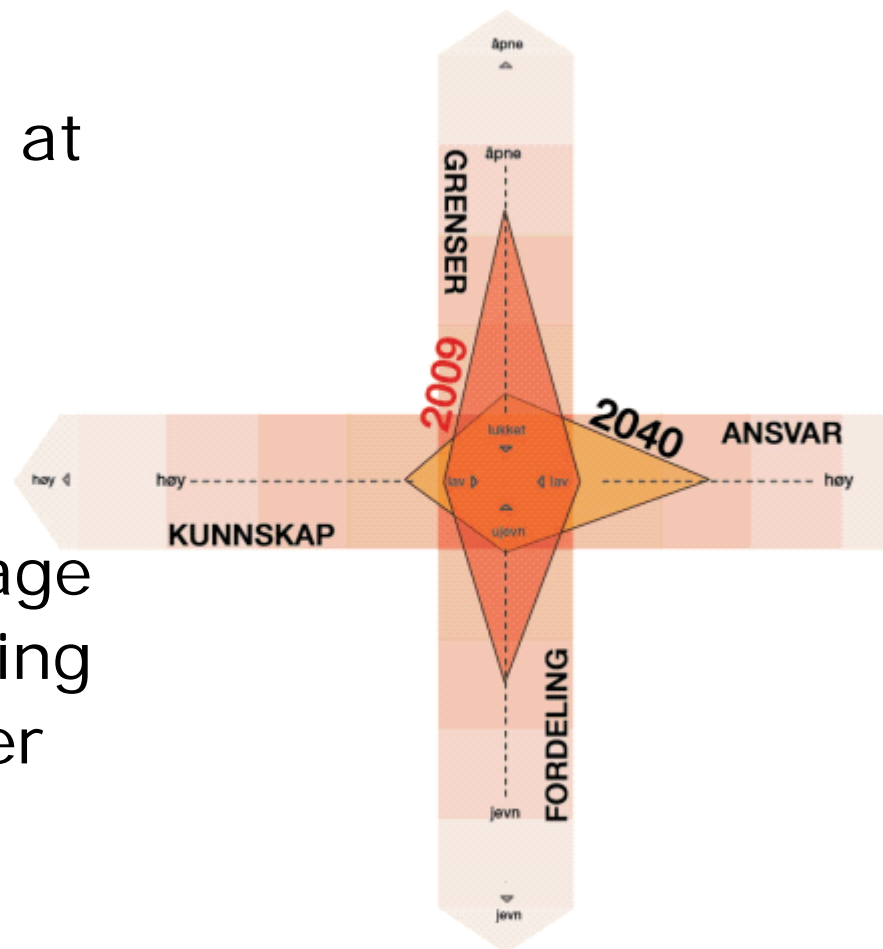 åpne
at
åpne
GRENSER
2009
2040
ANSVAR
lukket
høy
høy
lav
lav
høy
ujevn
KUNNSKAP
age
ing
FORDELING
er
jevn
jevn